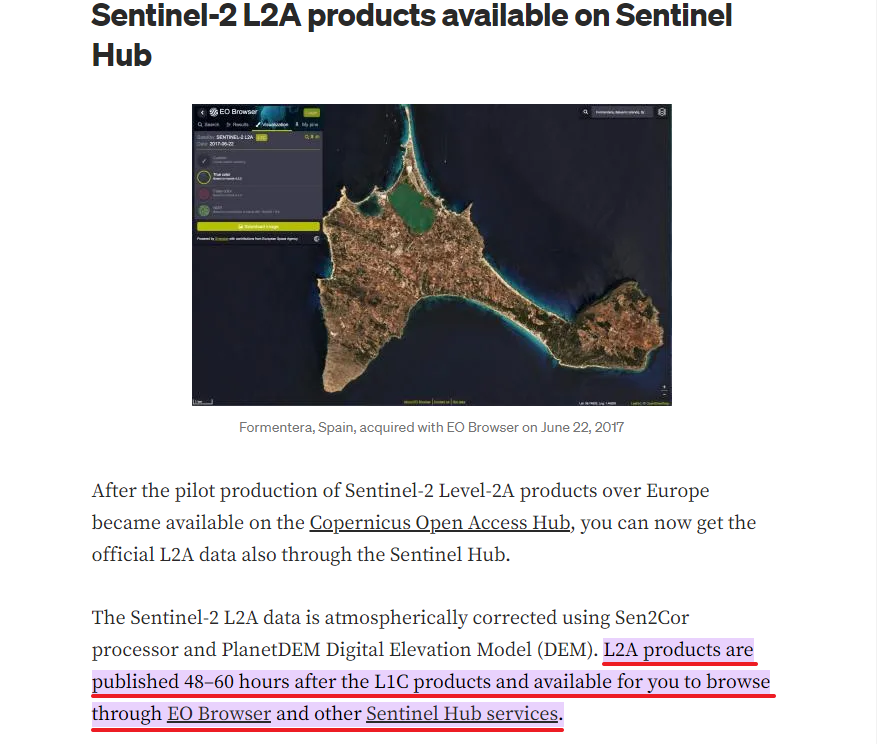 Sentinel-2 L2A products available on Sentinel
Hub
EO Browser
Search Results Visualization My pins
SENTINEL-2 L2A
Date: 2017-06-22
True color
Download image
Formentera, Spain, acquired with EO Browser on June 22, 2017
After the pilot production of Sentinel-2 Level-2A products over Europe
became available on the Copernicus Open Access Hub, you can now get the
official L2A data also through the Sentinel Hub.
The Sentinel-2 L2A data is atmospherically corrected using Sen2Cor
processor and PlanetDEM Digital Elevation Model (DEM). L2A products are
published 48–60 hours after the L1C products and available for you to browse
through EO Browser and other Sentinel Hub services.